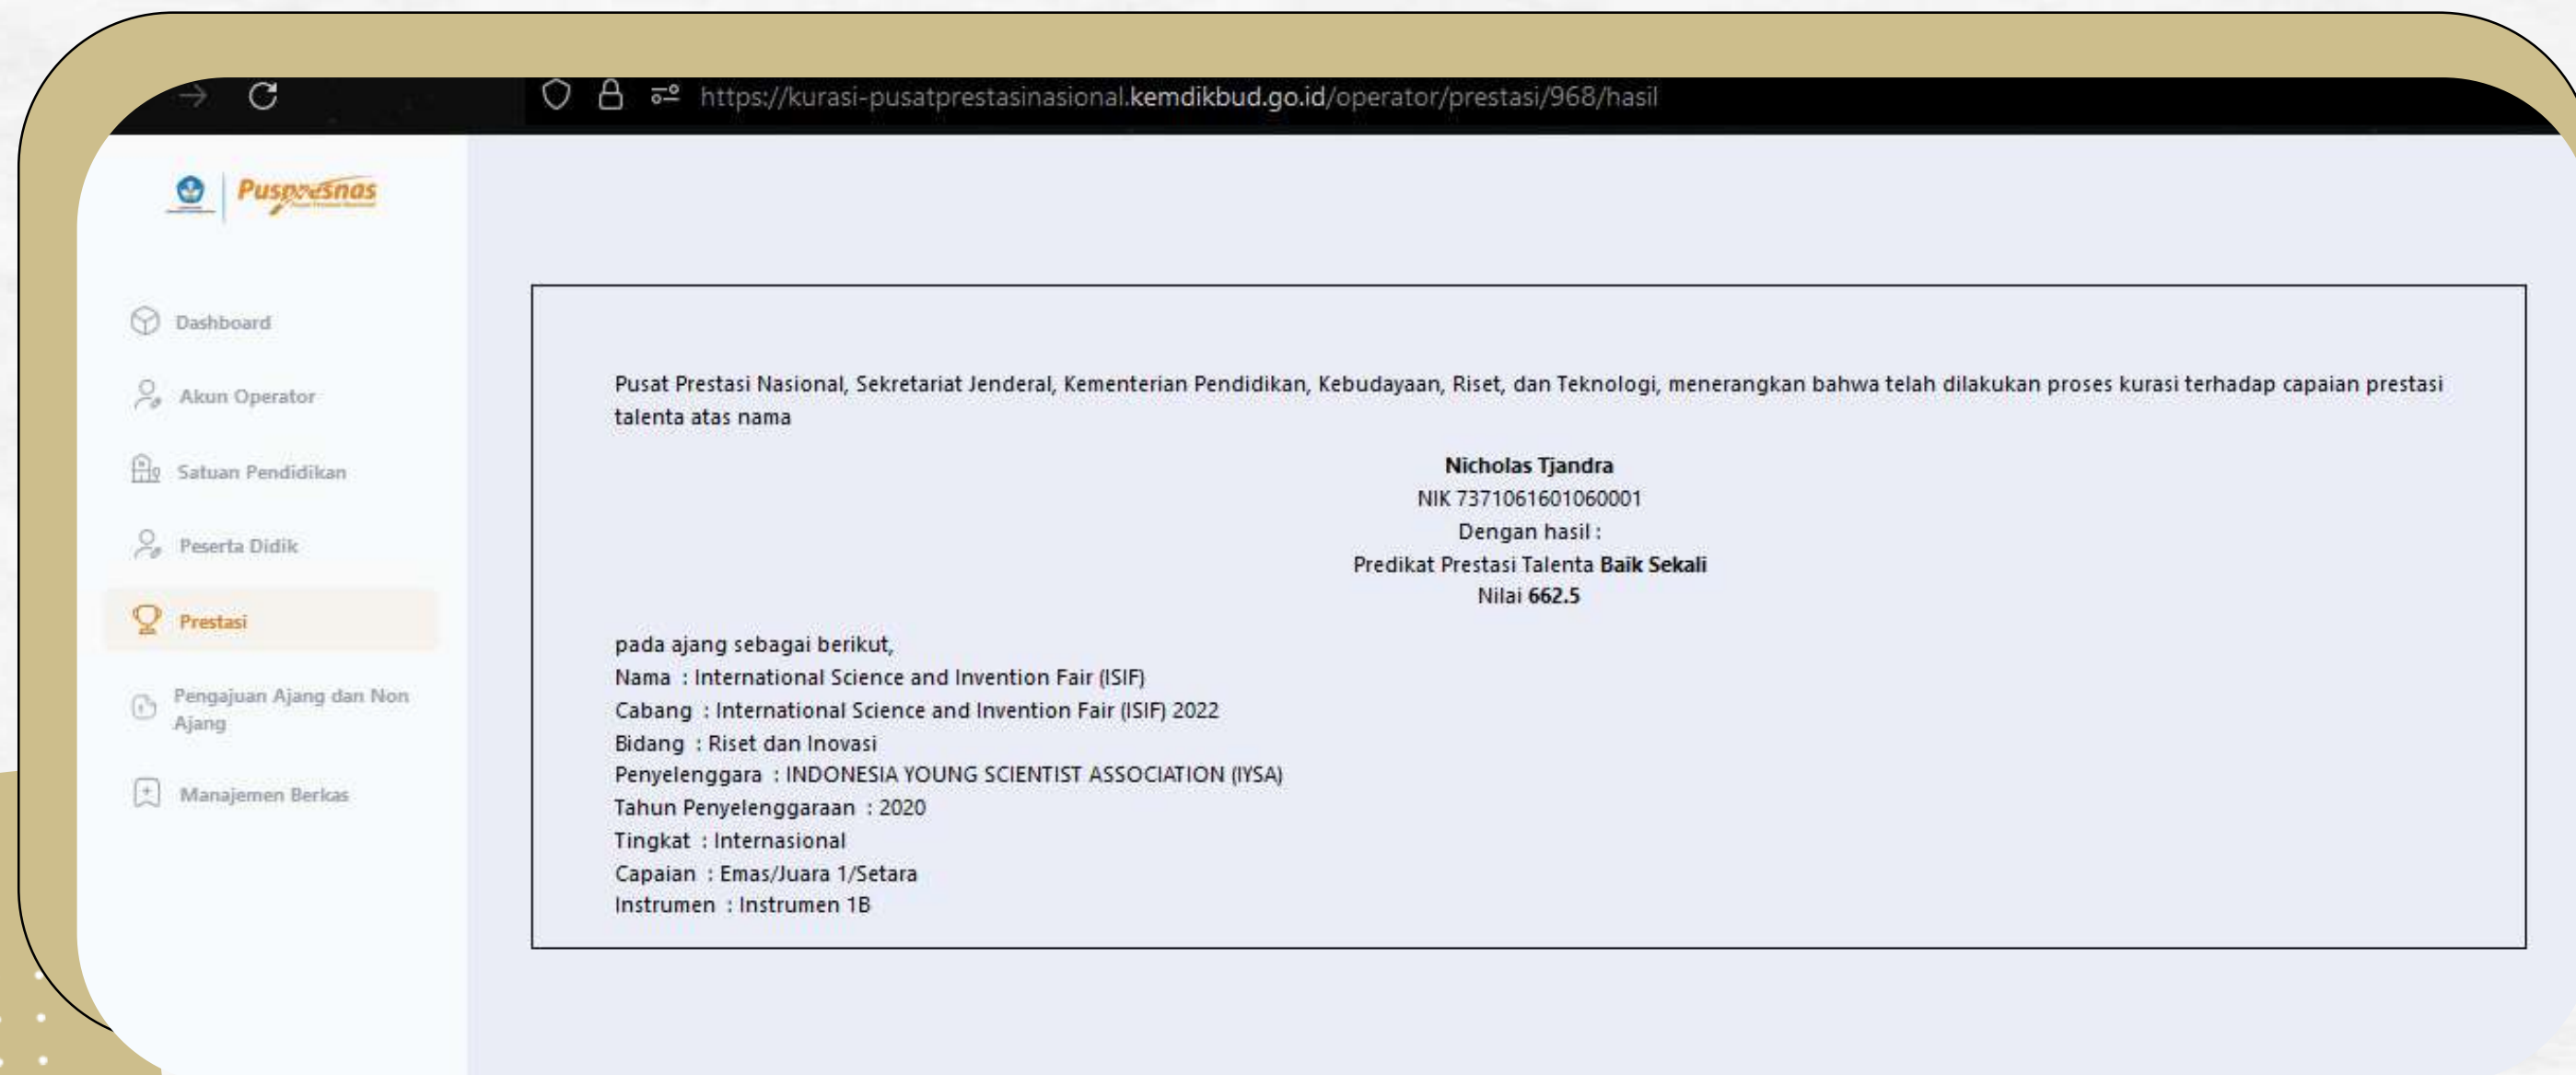 https://kurasi-pusatprestasinasional.kemdikbud.go.id/operator/prestasi/968/hasil
Puspresnas
Dashboard
Akun Operator
Satuan Pendidikan
Peserta Didik
Prestasi
Pengajuan Ajang dan Non
Ajang
Manajemen Berkas
Pusat Prestasi Nasional, Sekretariat Jenderal, Kementerian Pendidikan, Kebudayaan, Riset, dan Teknologi, menerangkan bahwa telah dilakukan proses kurasi terhadap capaian prestasi
talenta atas nama
Nicholas Tjandra
NIK 7371061601060001
Dengan hasil :
Predikat Prestasi Talenta Baik Sekali
Nilai 662.5
pada ajang sebagai berikut,
Nama : International Science and Invention Fair (ISIF)
Cabang : International Science and Invention Fair (ISIF) 2022
Bidang : Riset dan Inovasi
Penyelenggara : INDONESIA YOUNG SCIENTIST ASSOCIATION (IYSA)
Tahun Penyelenggaraan : 2020
Tingkat : Internasional
Capaian : Emas/Juara 1/Setara
Instrumen : Instrumen 1B